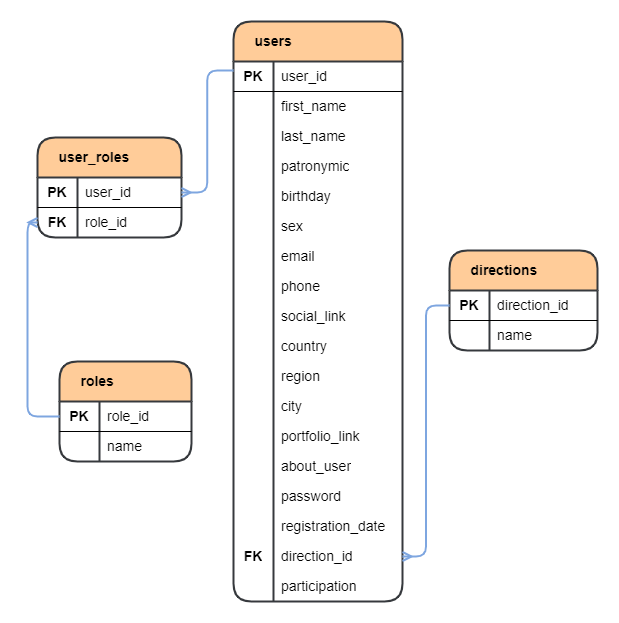 users
PK user_id
first_name
last_name
patronymic
birthday
sex
email
phone
social_link
country
region
city
portfolio_link
about_user
password
registration_date
FK direction_id
participation
user_roles
PK user_id
FK role_id
roles
PK role_id
name
directions
PK direction_id
name